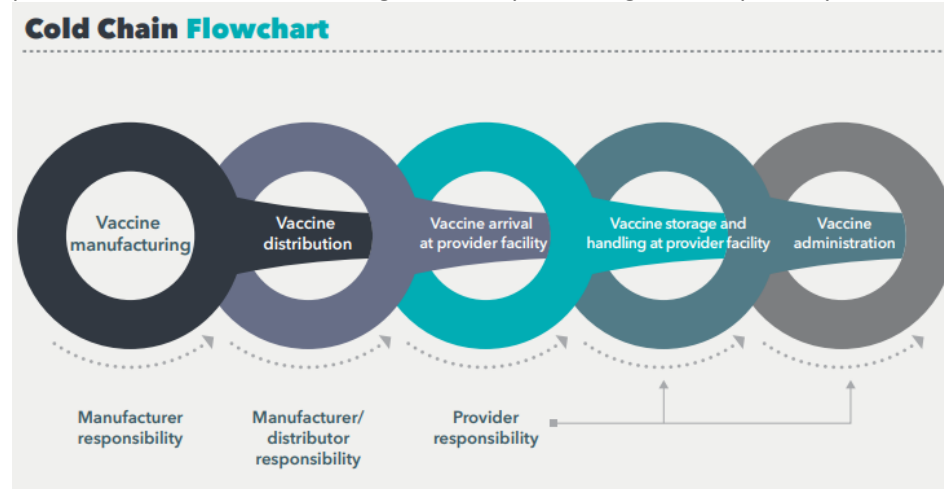 Cold Chain Flowchart
Vaccine
manufacturing
Vaccine
distribution
Vaccine arrival
at provider facility
Vaccine storage and
handling at provider facility
Vaccine
administration
Manufacturer
responsibility
Manufacturer/
distributor
responsibility
Provider
responsibility